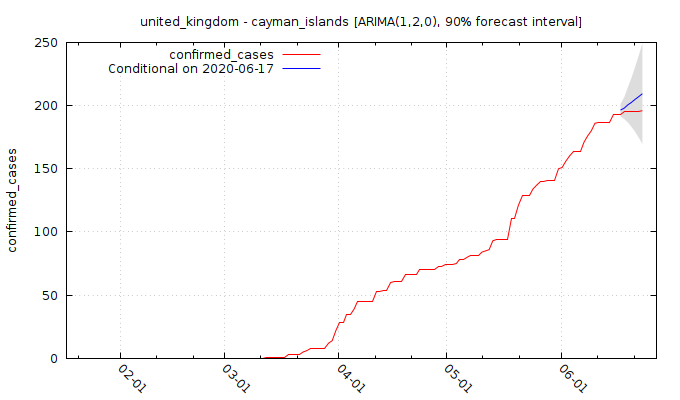 united_kingdom - cayman_islands [ARIMA(1,2,0), 90% forecast interval]
confirmed_cases
Conditional on 2020-06-17
250
200
150
100
50
0
confirmed_cases
02-01
03-01
04-01
05-01
06-01